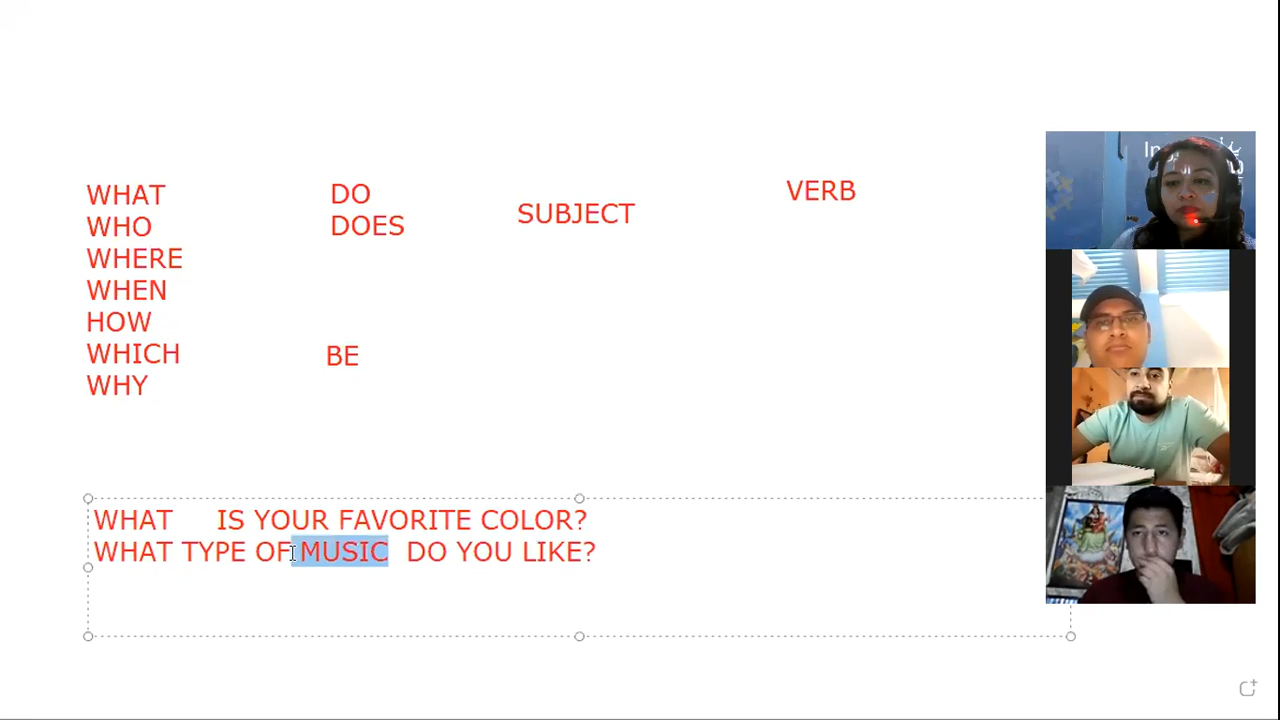 WHAT
WHO
WHERE
WHEN
HOW
WHICH
WHY
DO
DOES
BE
SUBJECT
VERB
WHAT IS YOUR FAVORITE COLOR?
WHAT TYPE OF MUSIC DO YOU LIKE?